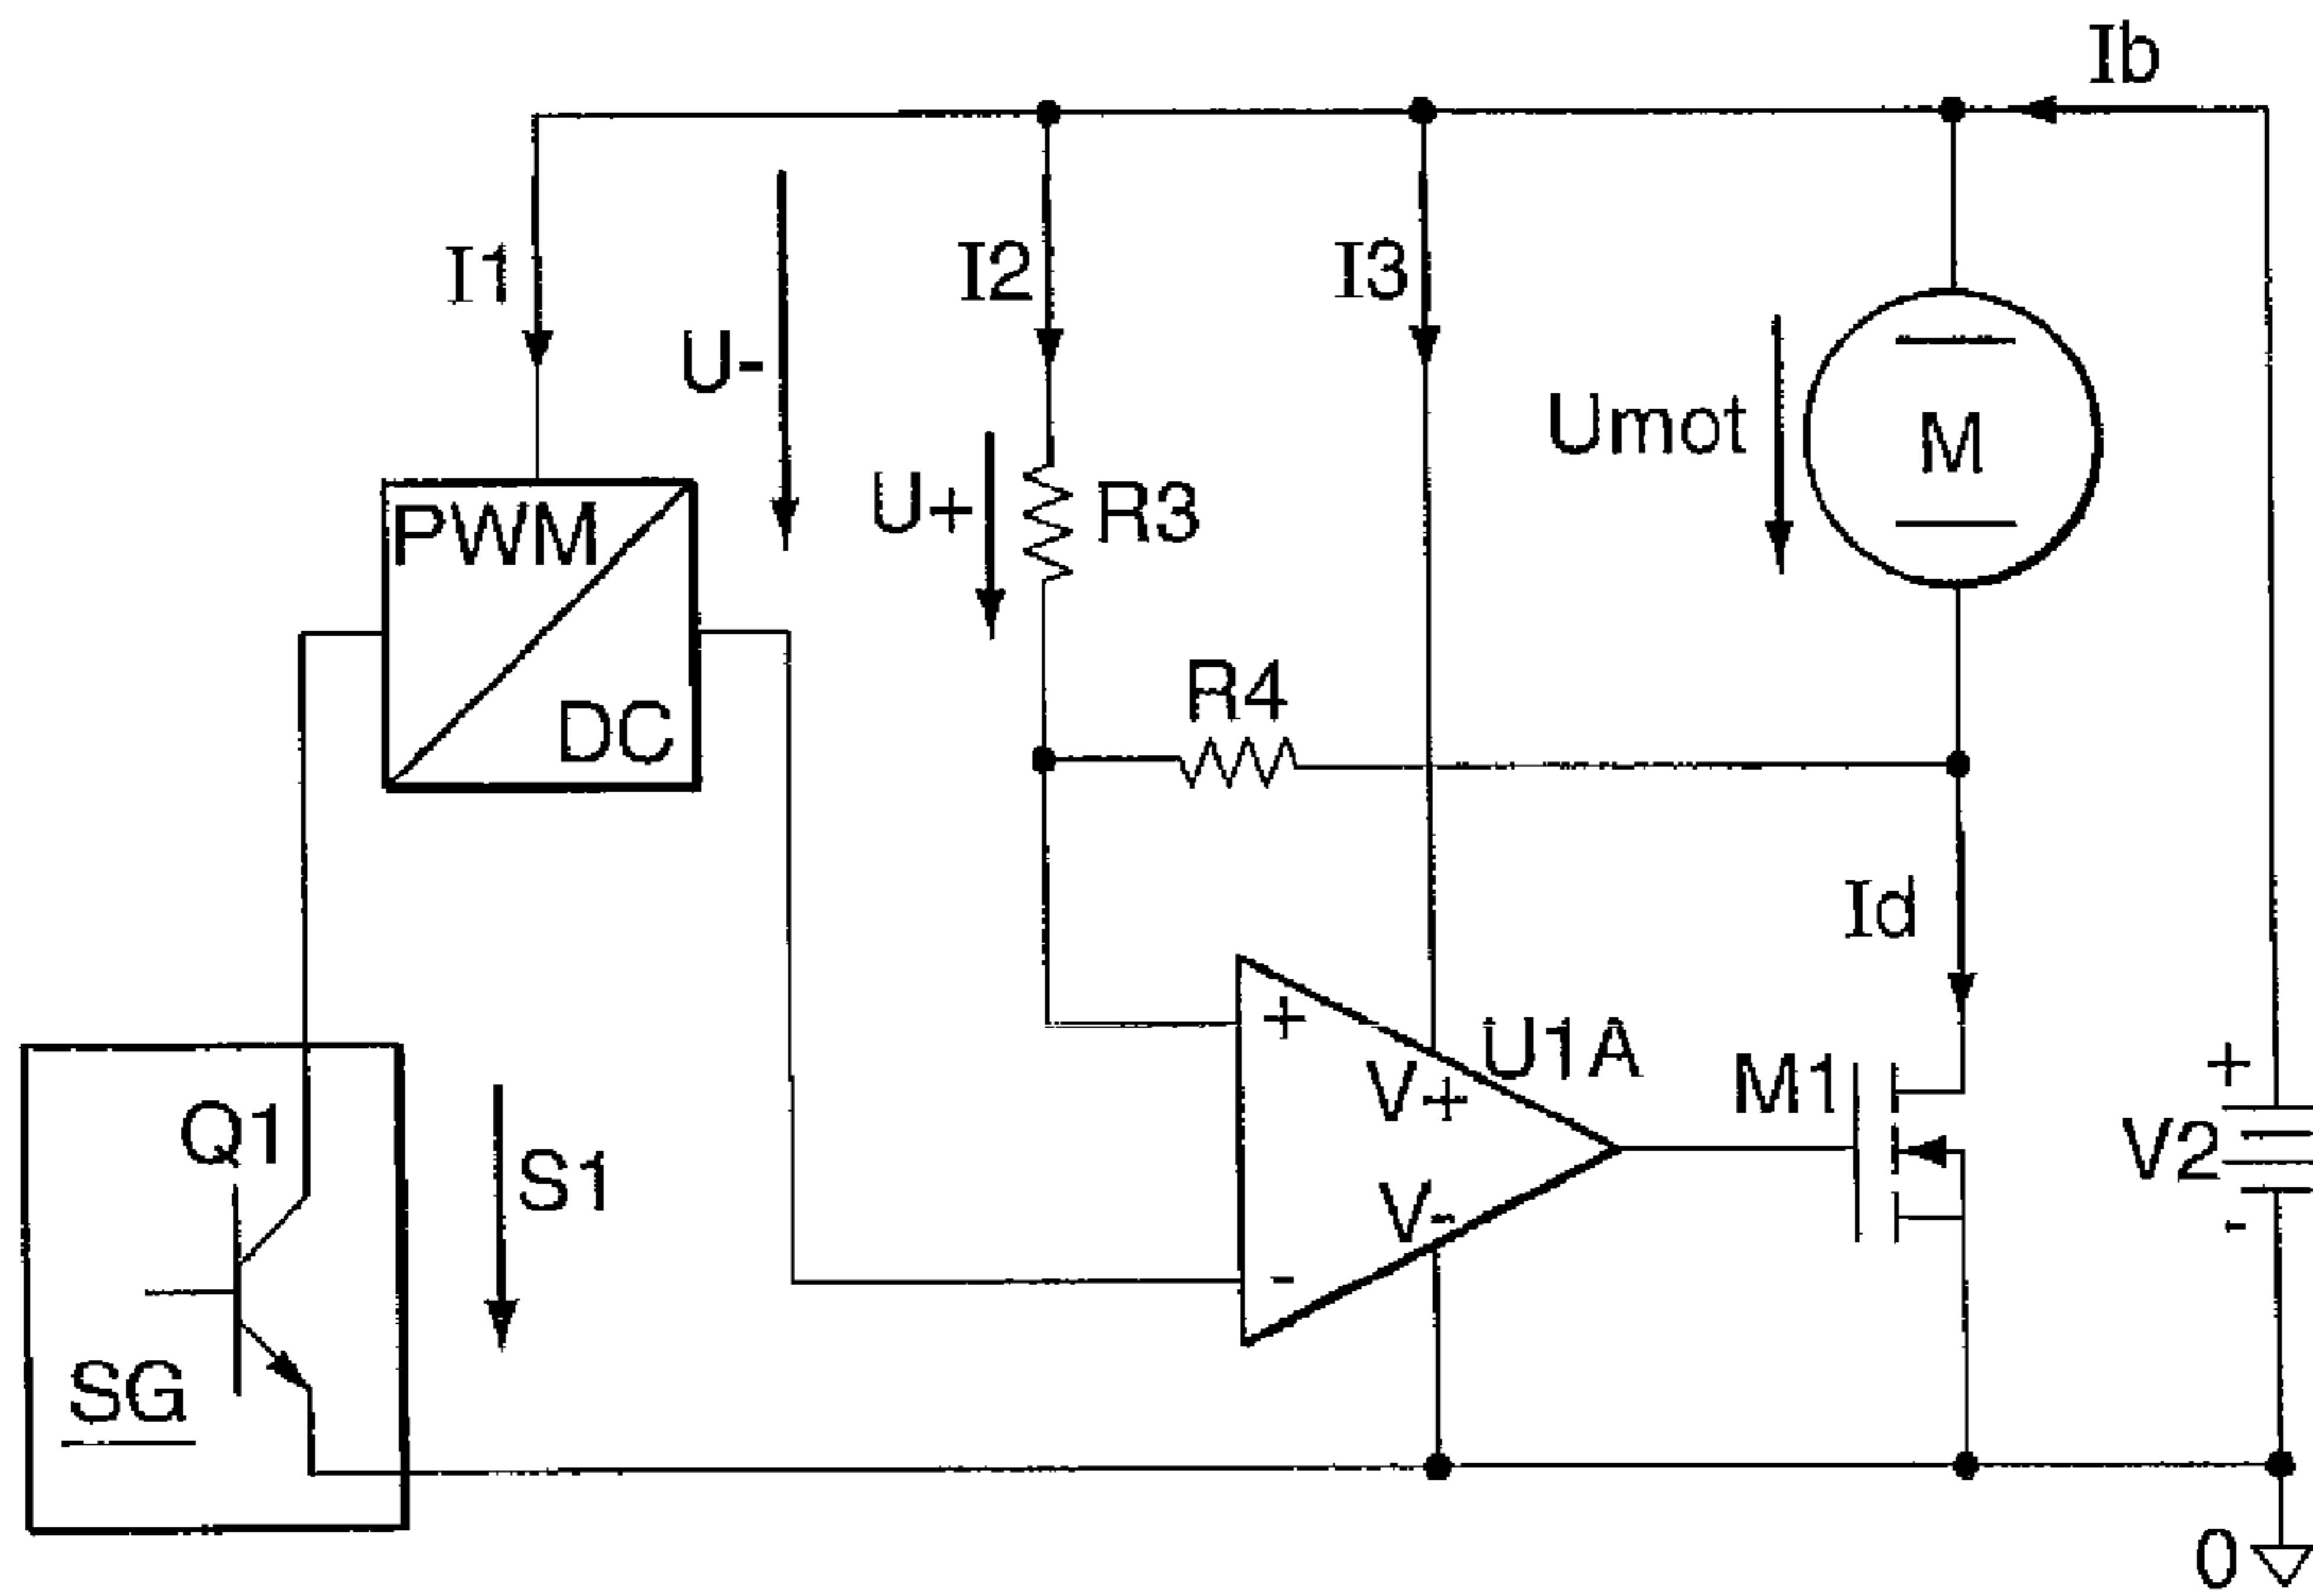 Ib
I1
I2
I3
U-
U+
R3
Umot
M
PWM
DC
R4
Id
Q1
S1
SG
+
V+
U1A
V-
-
M1
+
V2
-
0